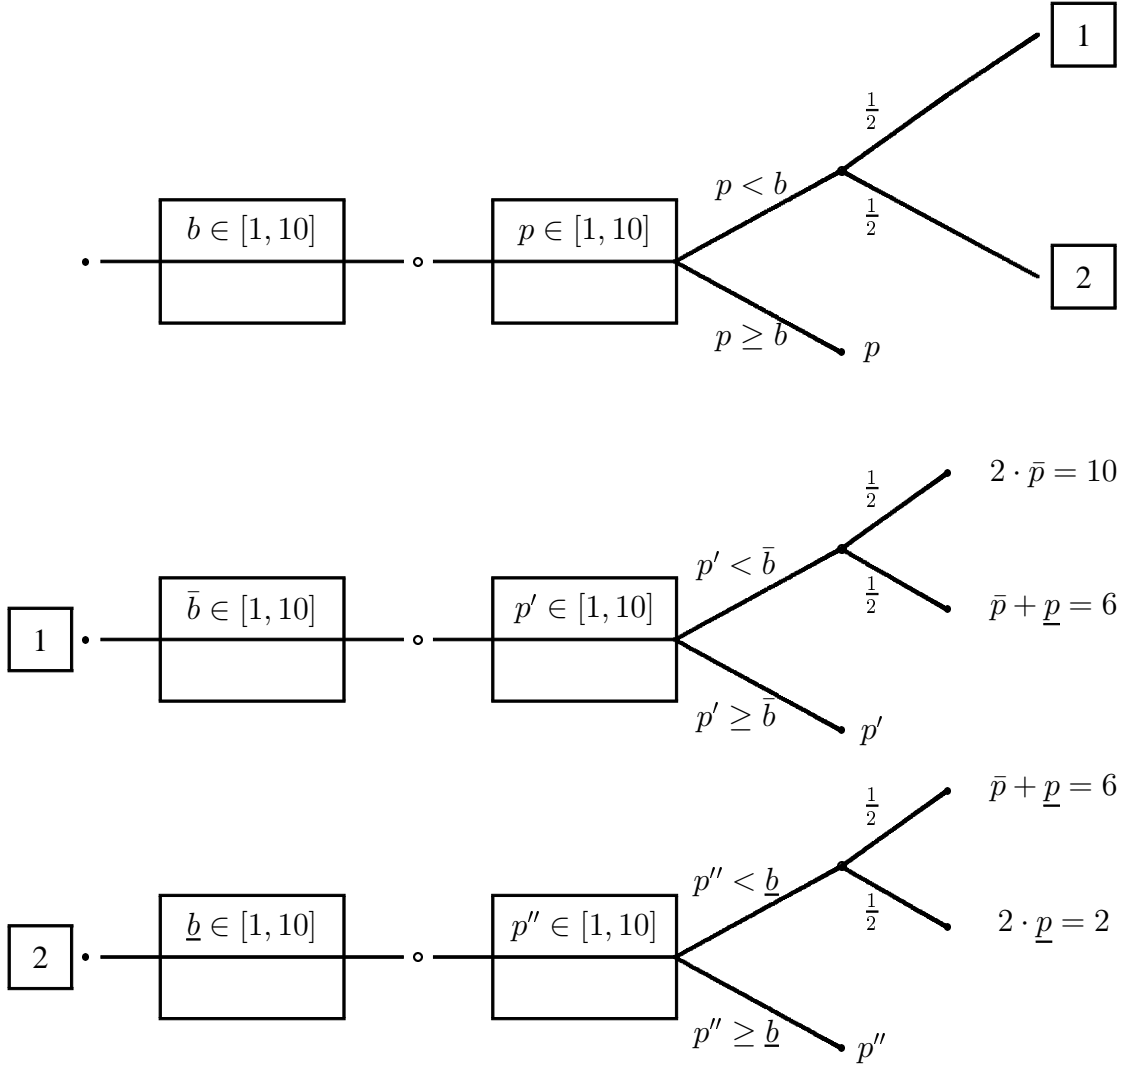 1
1/2
p < b
b ∈ [1, 10]
p ∈ [1, 10]
1/2
2
p ≥ b
p
2 · p̄ = 10
1/2
p′ < b̄
b̄ ∈ [1, 10]
p′ ∈ [1, 10]
1/2
p̄ + p̲ = 6
1
p′ ≥ b̄
p′
p̄ + p̲ = 6
1/2
p″ < b̲
b̲ ∈ [1, 10]
p″ ∈ [1, 10]
1/2
2 · p̲ = 2
2
p″ ≥ b̲
p″